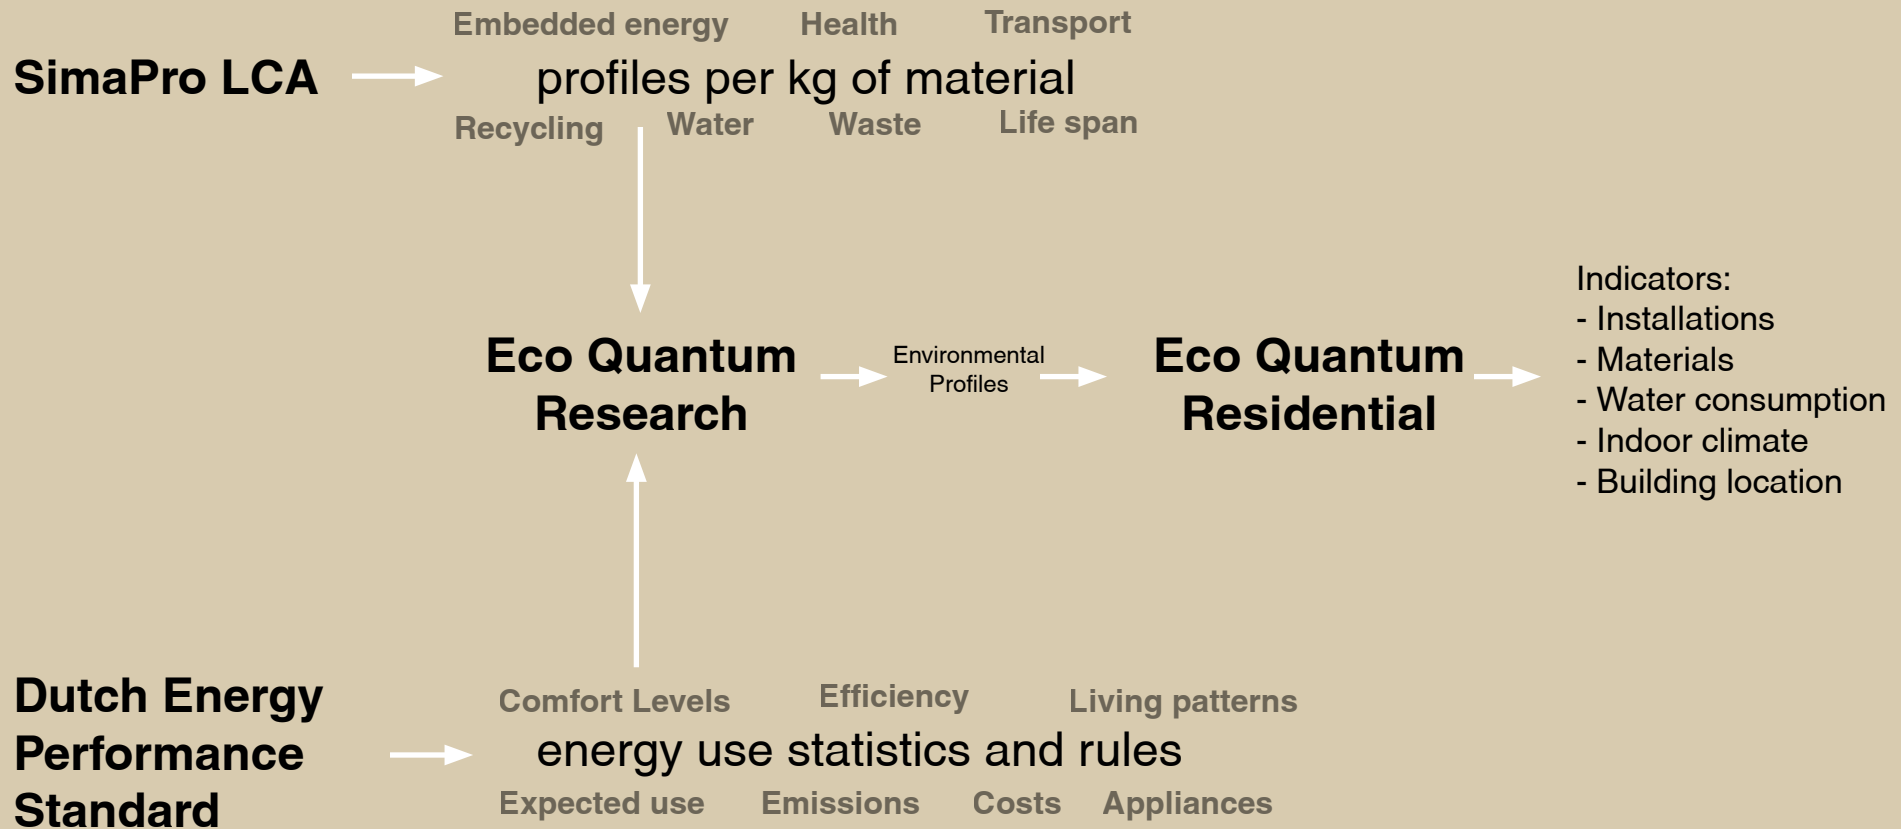 Embedded energy Health Transport
SimaPro LCA profiles per kg of material
Recycling Water Waste Life span
Eco Quantum
Research
Environmental
Profiles
Eco Quantum
Residential
Indicators:
- Installations
- Materials
- Water consumption
- Indoor climate
- Building location
Dutch Energy
Performance
Standard
Comfort Levels Efficiency Living patterns
energy use statistics and rules
Expected use Emissions Costs Appliances